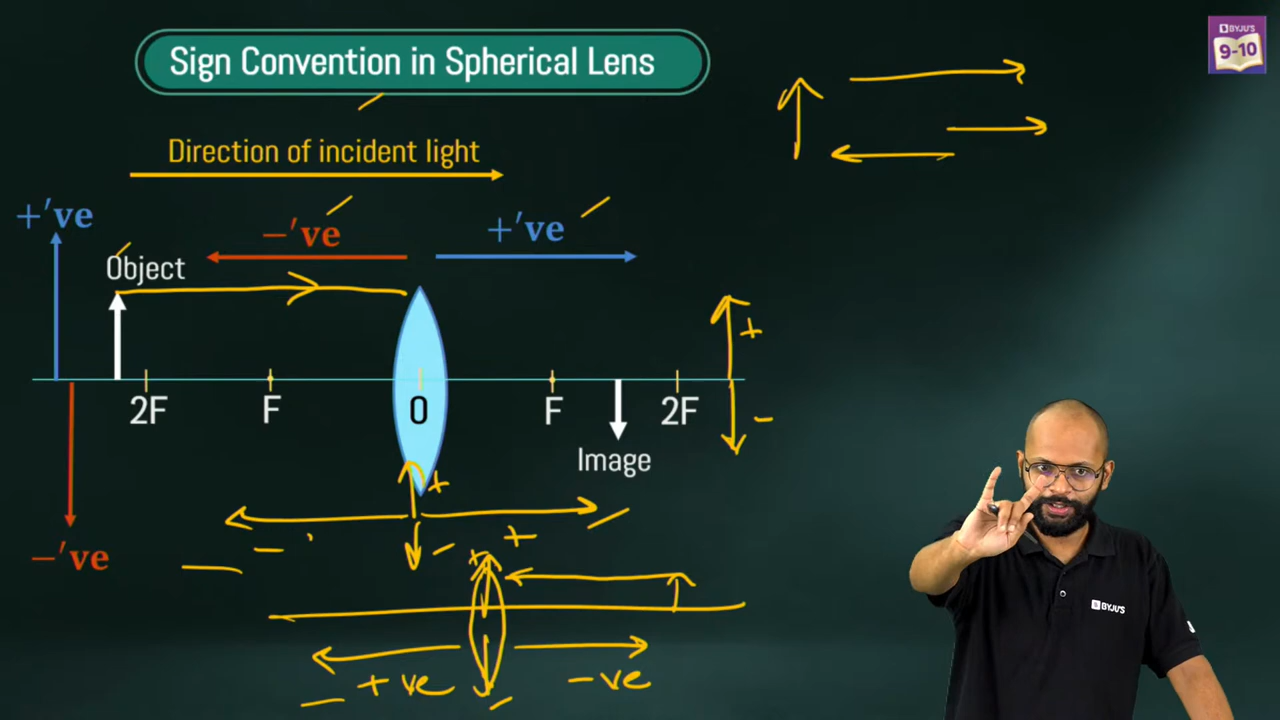 Sign Convention in Spherical Lens
BYJU'S
9-10
Direction of incident light
+'ve
-'ve
+'ve
Object
+
2F
F
O
F
2F
-
Image
+
-
-
+
-'ve
+
+ve
-
-ve
BYJU'S